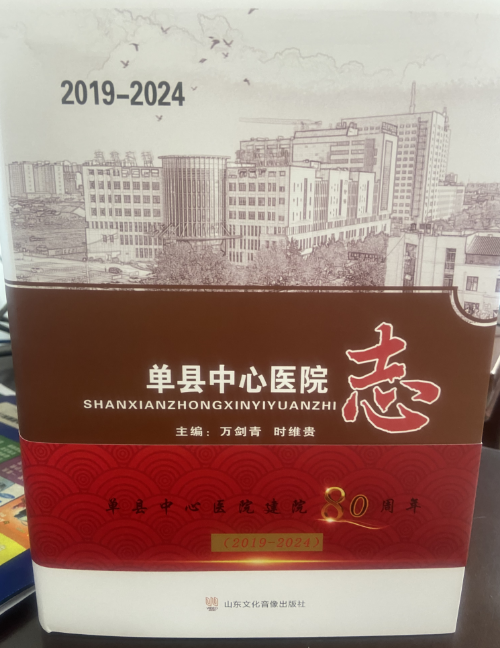 2019-2024
单县中心医院 志
SHANXIANZHONGXINYIYUANZHI
主编：万剑青 时维贵
单县中心医院建院80周年
（2019-2024）
山东文化音像出版社